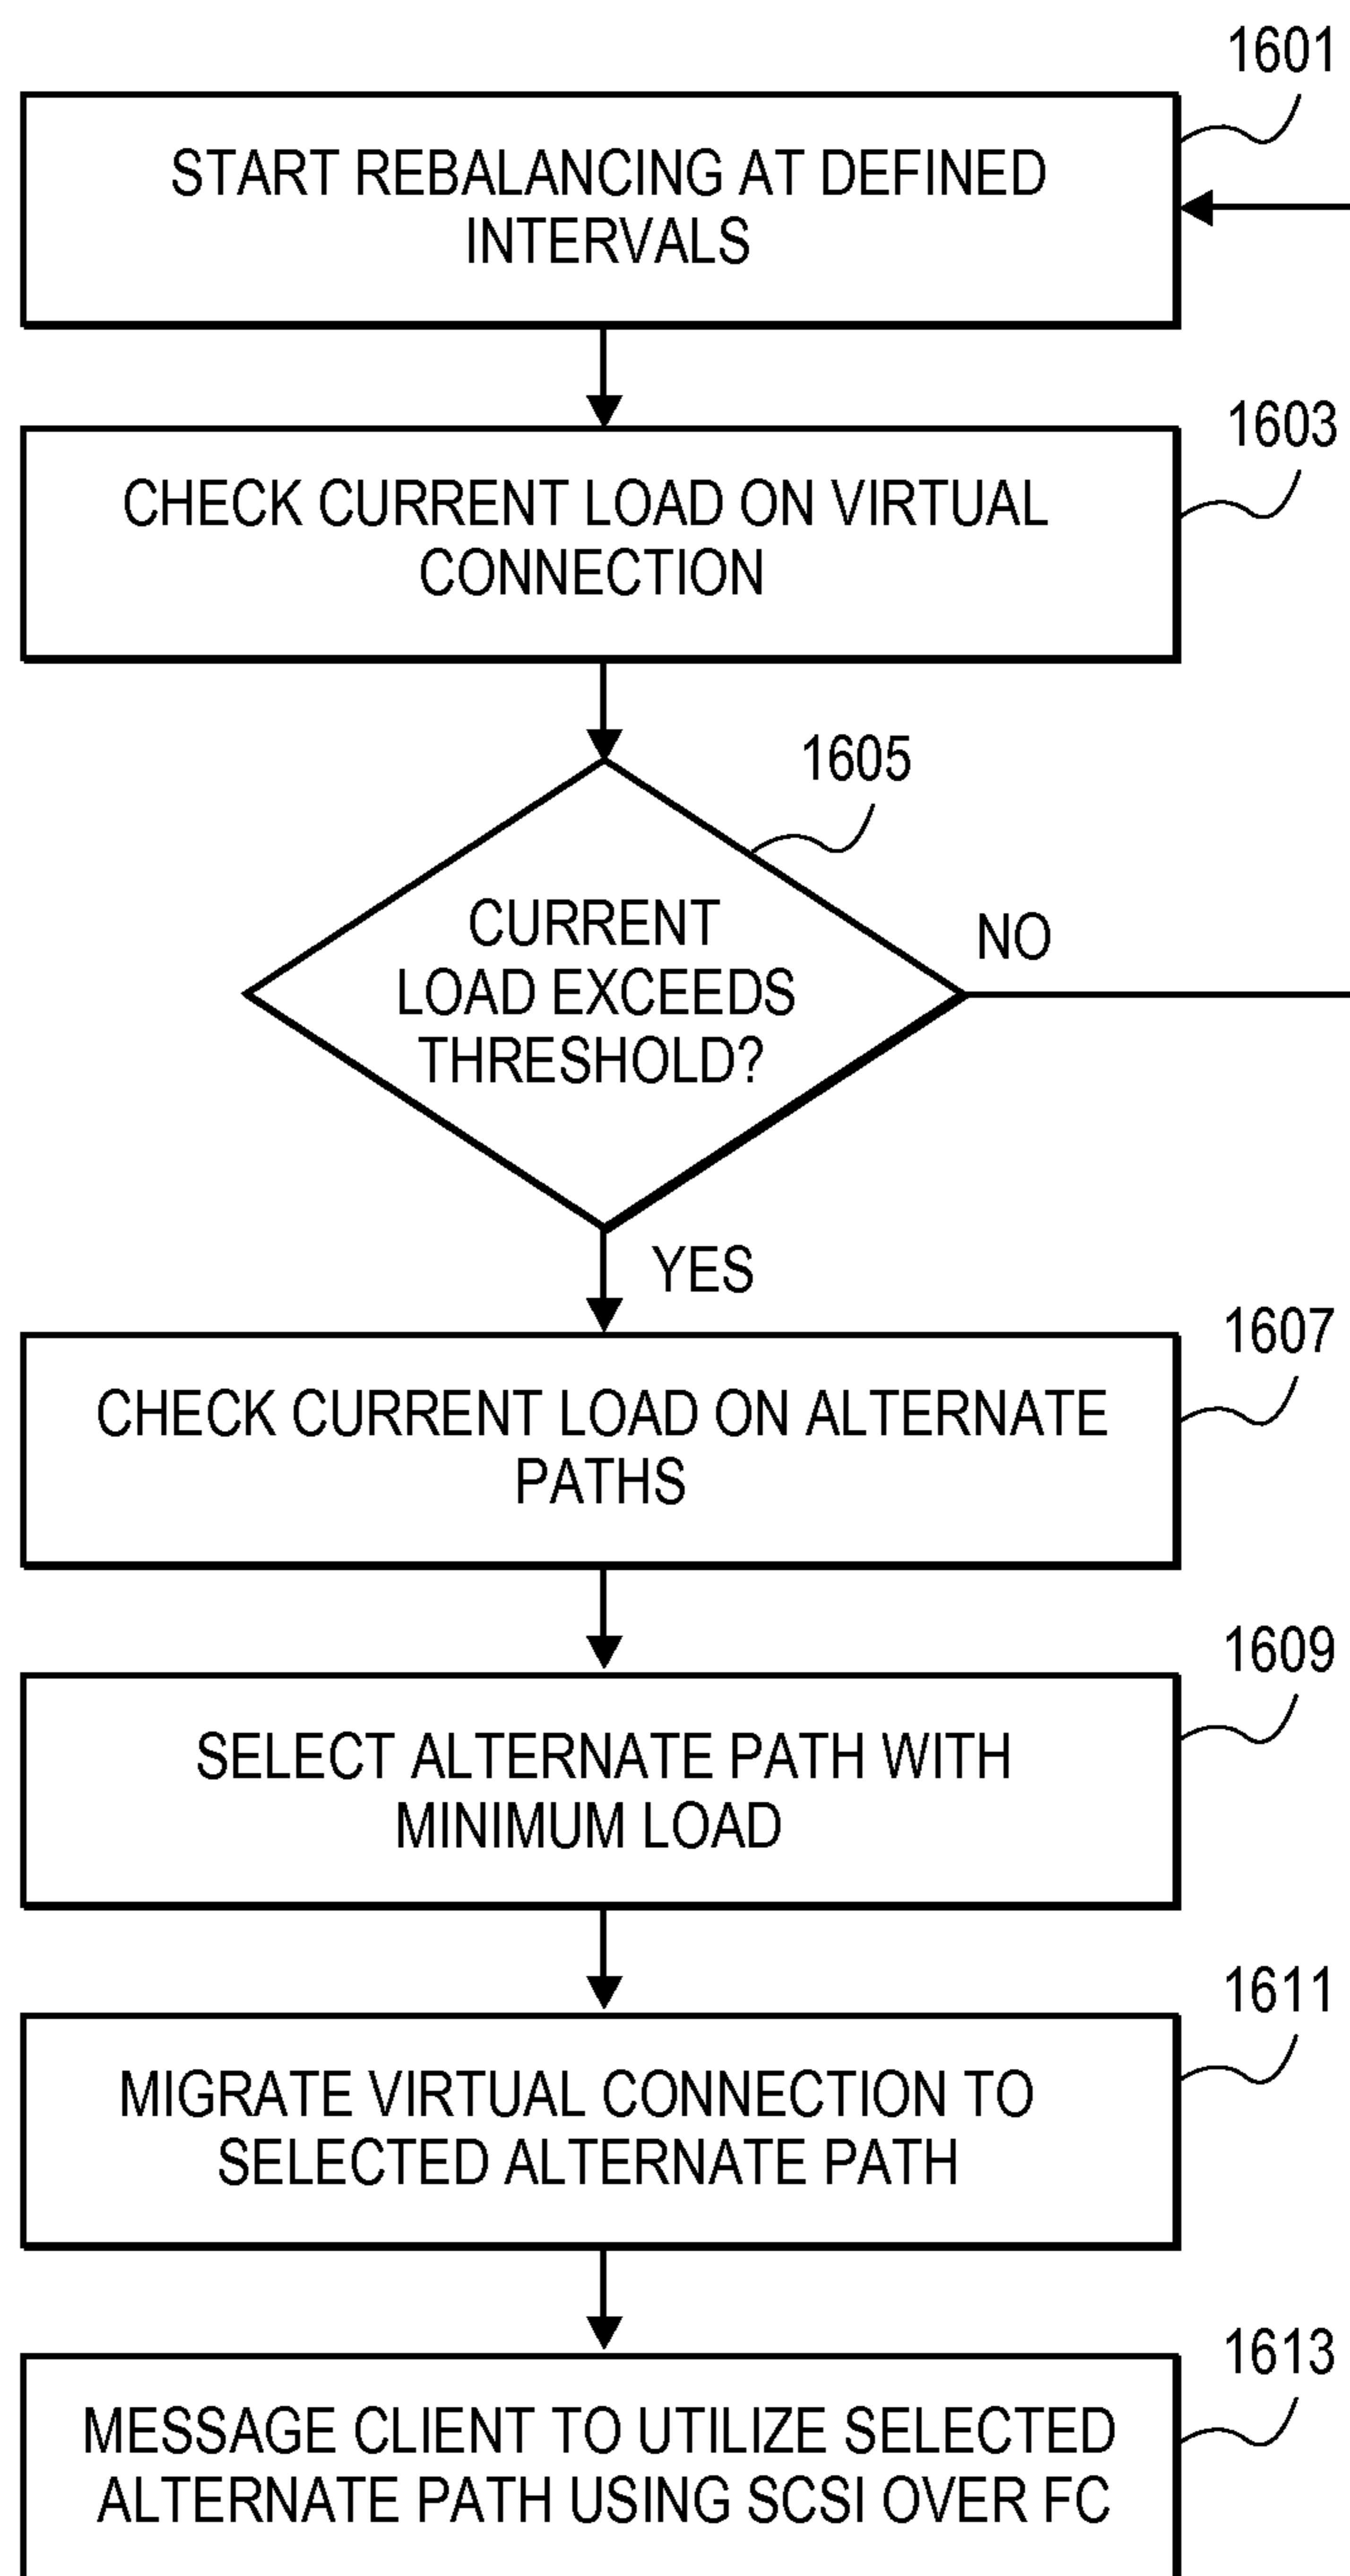 1601
START REBALANCING AT DEFINED
INTERVALS
1603
CHECK CURRENT LOAD ON VIRTUAL
CONNECTION
1605
CURRENT
LOAD EXCEEDS
THRESHOLD?
NO
YES
1607
CHECK CURRENT LOAD ON ALTERNATE
PATHS
1609
SELECT ALTERNATE PATH WITH
MINIMUM LOAD
1611
MIGRATE VIRTUAL CONNECTION TO
SELECTED ALTERNATE PATH
1613
MESSAGE CLIENT TO UTILIZE SELECTED
ALTERNATE PATH USING SCSI OVER FC